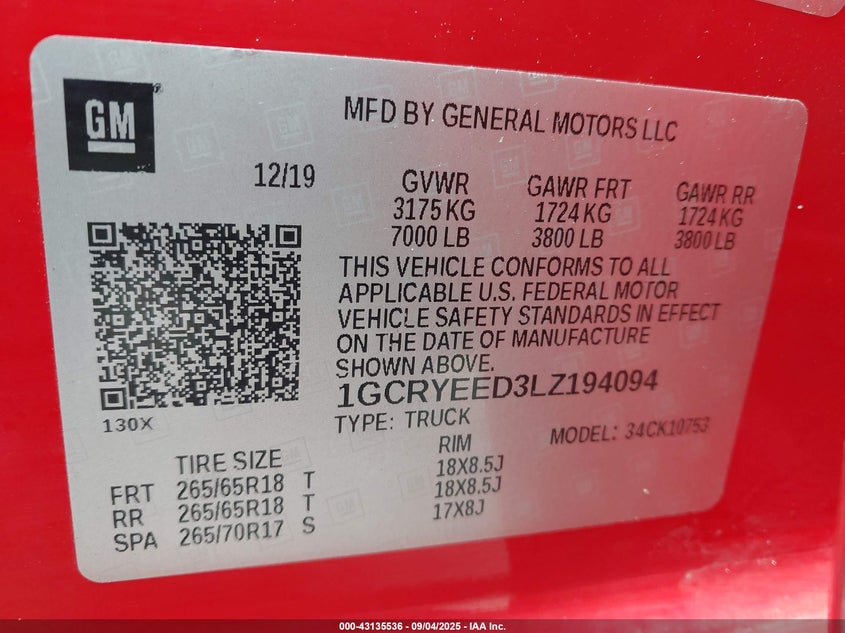 GM
MFD BY GENERAL MOTORS LLC
12/19
GVWR GAWR FRT GAWR RR
3175 KG 1724 KG 1724 KG
7000 LB 3800 LB 3800 LB
THIS VEHICLE CONFORMS TO ALL
APPLICABLE U.S. FEDERAL MOTOR
VEHICLE SAFETY STANDARDS IN EFFECT
ON THE DATE OF MANUFACTURE
SHOWN ABOVE.
1GCRYEED3LZ194094
130X
TYPE: TRUCK
MODEL: 34CK10753
TIRE SIZE RIM
FRT 265/65R18 T 18X8.5J
RR 265/65R18 T 18X8.5J
SPA 265/70R17 S 17X8J
000-43135536 - 09/04/2025 - IAA Inc.